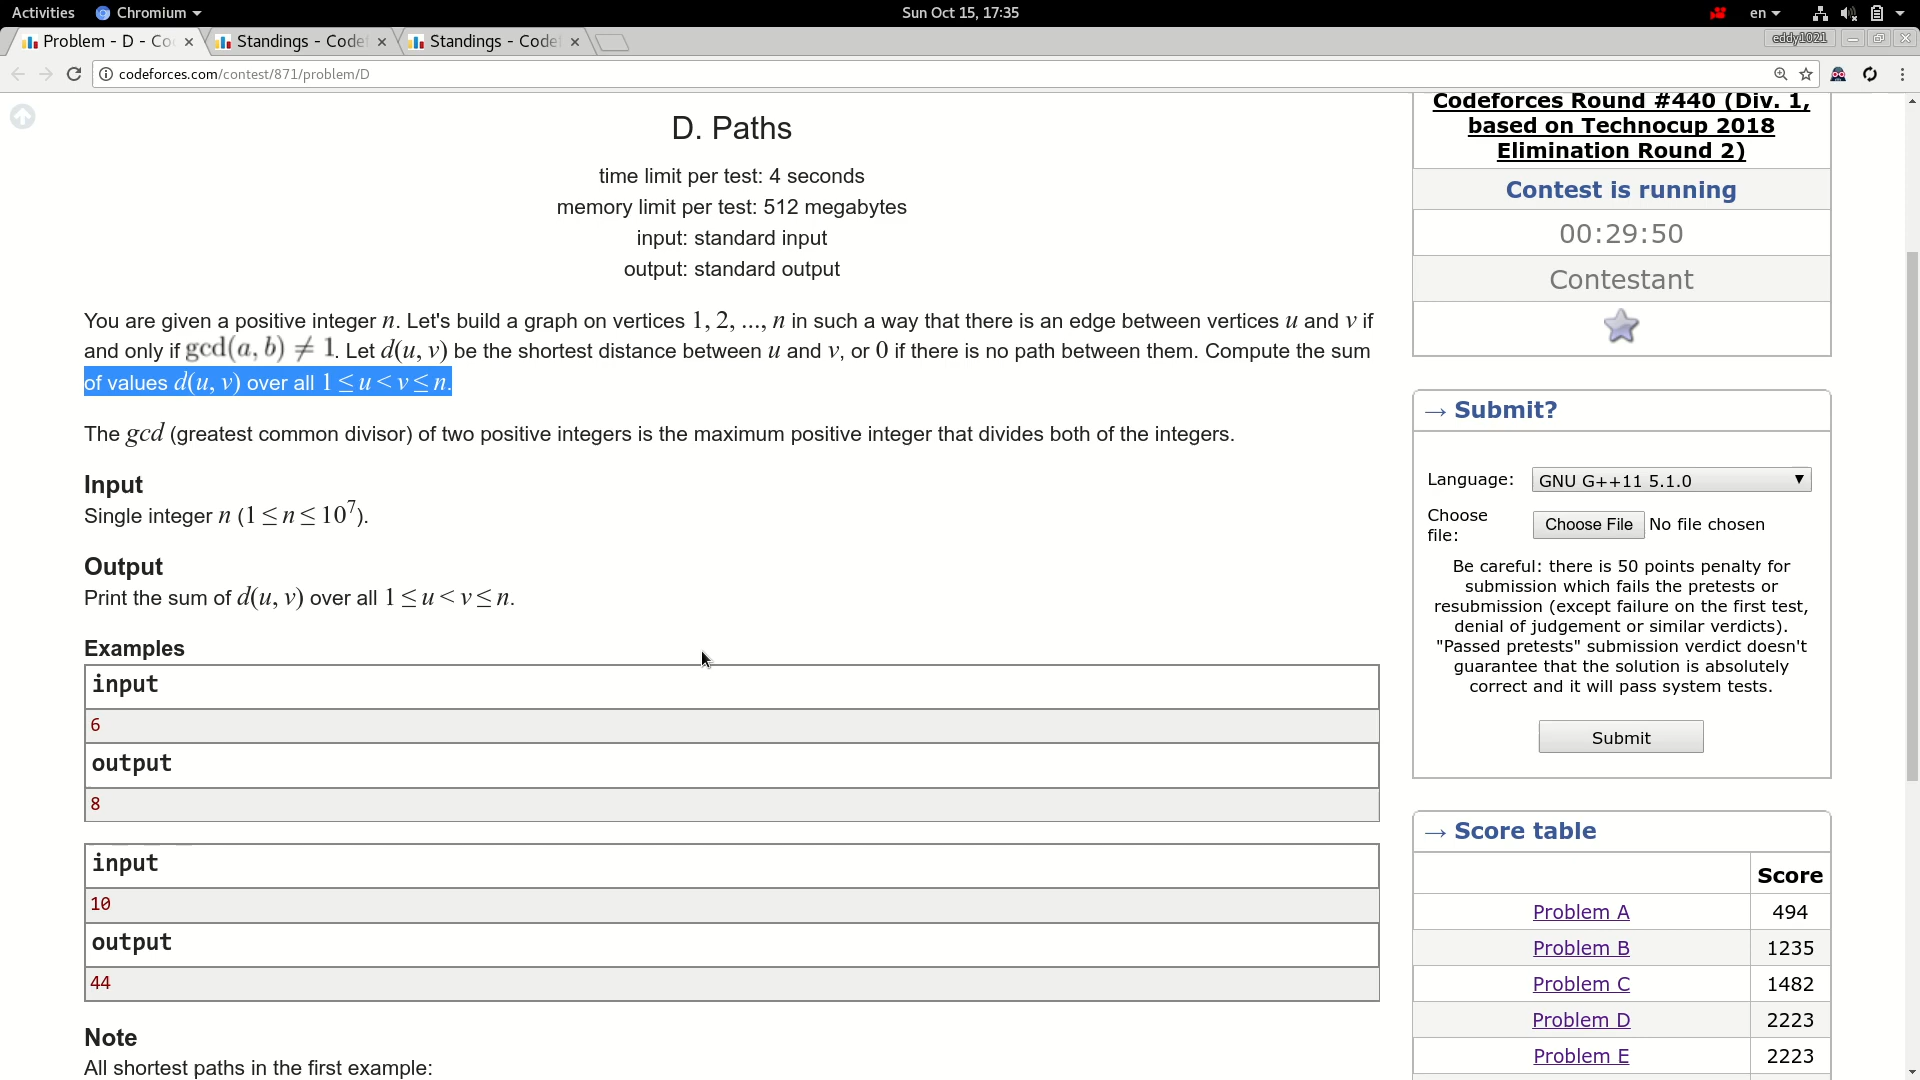 Activities Chromium Sun Oct 15, 17:35 en
Problem - D - Co Standings - Codef Standings - Codef eddy1021
codeforces.com/contest/871/problem/D
D. Paths
time limit per test: 4 seconds
memory limit per test: 512 megabytes
input: standard input
output: standard output
You are given a positive integer n. Let's build a graph on vertices 1, 2, ..., n in such a way that there is an edge between vertices u and v if
and only if gcd(a, b) ≠ 1. Let d(u, v) be the shortest distance between u and v, or 0 if there is no path between them. Compute the sum
of values d(u, v) over all 1 ≤ u < v ≤ n.
The gcd (greatest common divisor) of two positive integers is the maximum positive integer that divides both of the integers.
Input
Single integer n (1 ≤ n ≤ 10^7).
Output
Print the sum of d(u, v) over all 1 ≤ u < v ≤ n.
Examples
input
6
output
8
input
10
output
44
Note
All shortest paths in the first example:
Codeforces Round #440 (Div. 1,
based on Technocup 2018
Elimination Round 2)
Contest is running
00:29:50
Contestant
→ Submit?
Language: GNU G++11 5.1.0
Choose
file: Choose File No file chosen
Be careful: there is 50 points penalty for
submission which fails the pretests or
resubmission (except failure on the first test,
denial of judgement or similar verdicts).
"Passed pretests" submission verdict doesn't
guarantee that the solution is absolutely
correct and it will pass system tests.
Submit
→ Score table
Score
Problem A 494
Problem B 1235
Problem C 1482
Problem D 2223
Problem E 2223